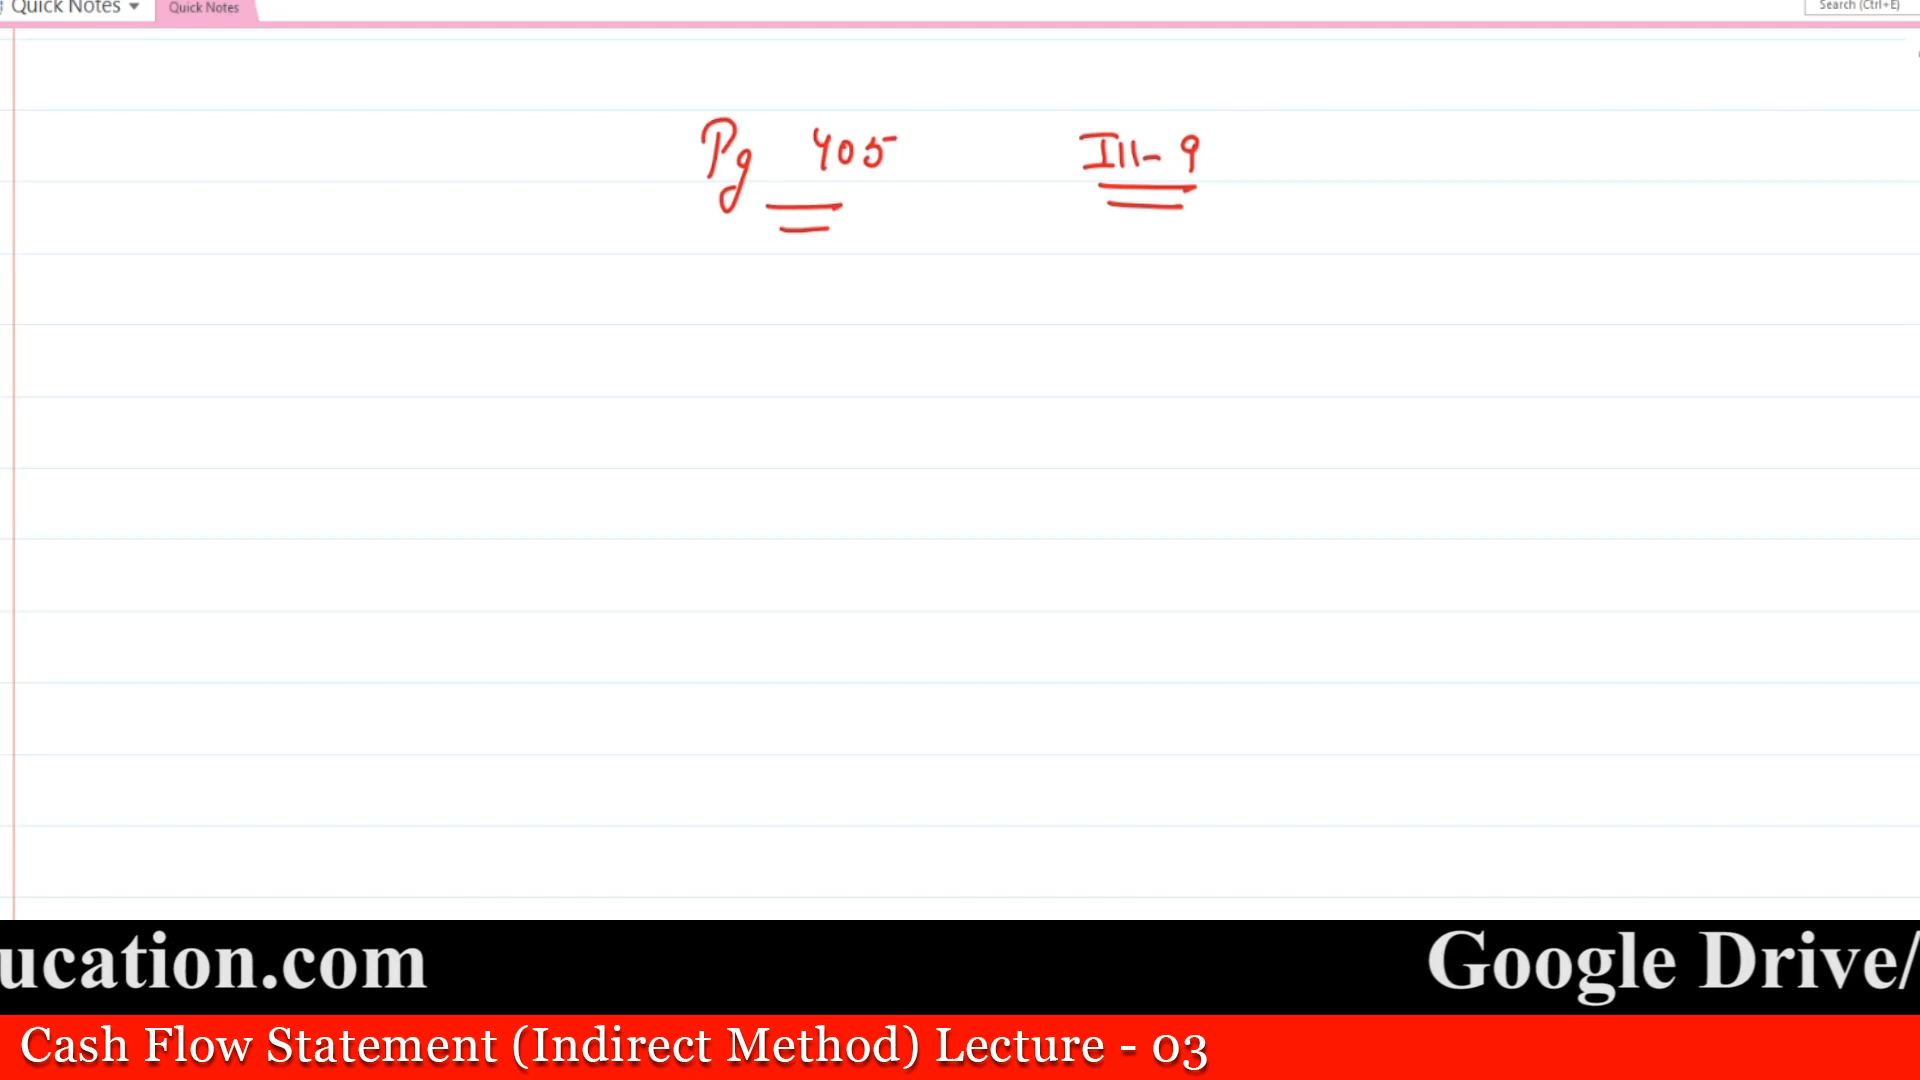 Quick Notes Quick Notes Search (Ctrl+E)
Pg 405 Ill - 9
ucation.com Google Drive/
Cash Flow Statement (Indirect Method) Lecture - 03